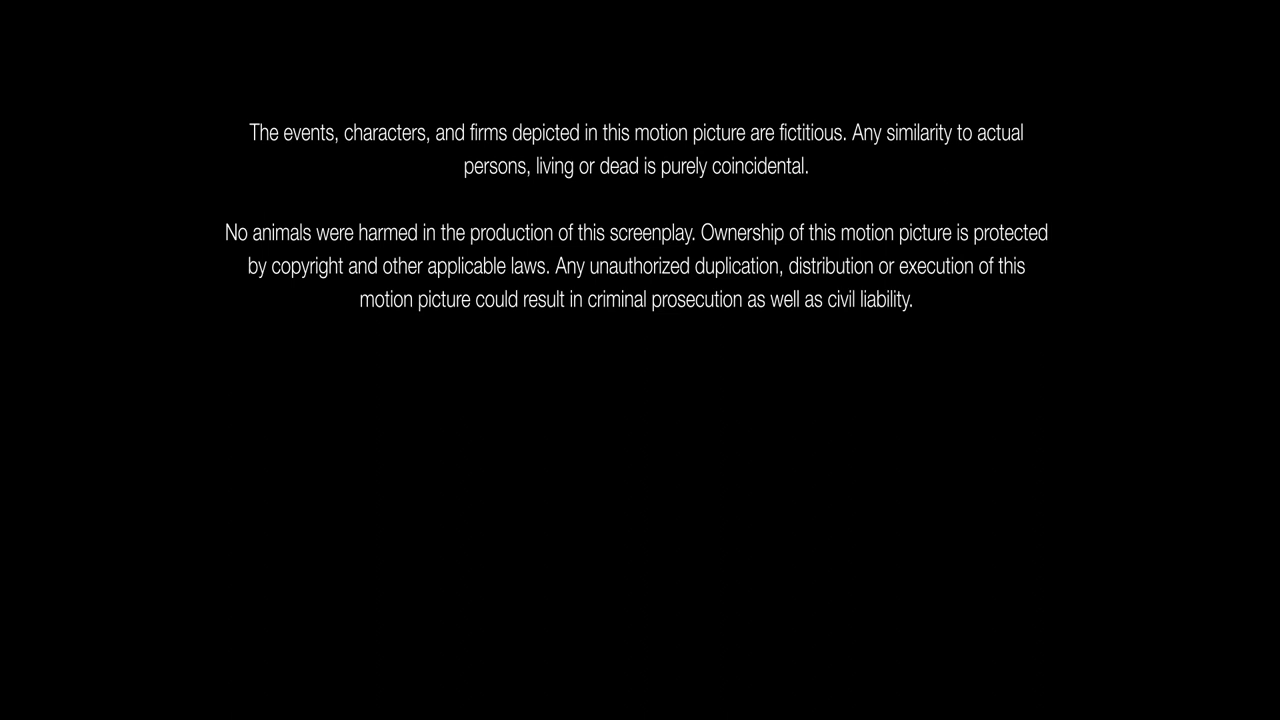 The events, characters, and firms depicted in this motion picture are fictitious. Any similarity to actual
persons, living or dead is purely coincidental.
No animals were harmed in the production of this screenplay. Ownership of this motion picture is protected
by copyright and other applicable laws. Any unauthorized duplication, distribution or execution of this
motion picture could result in criminal prosecution as well as civil liability.